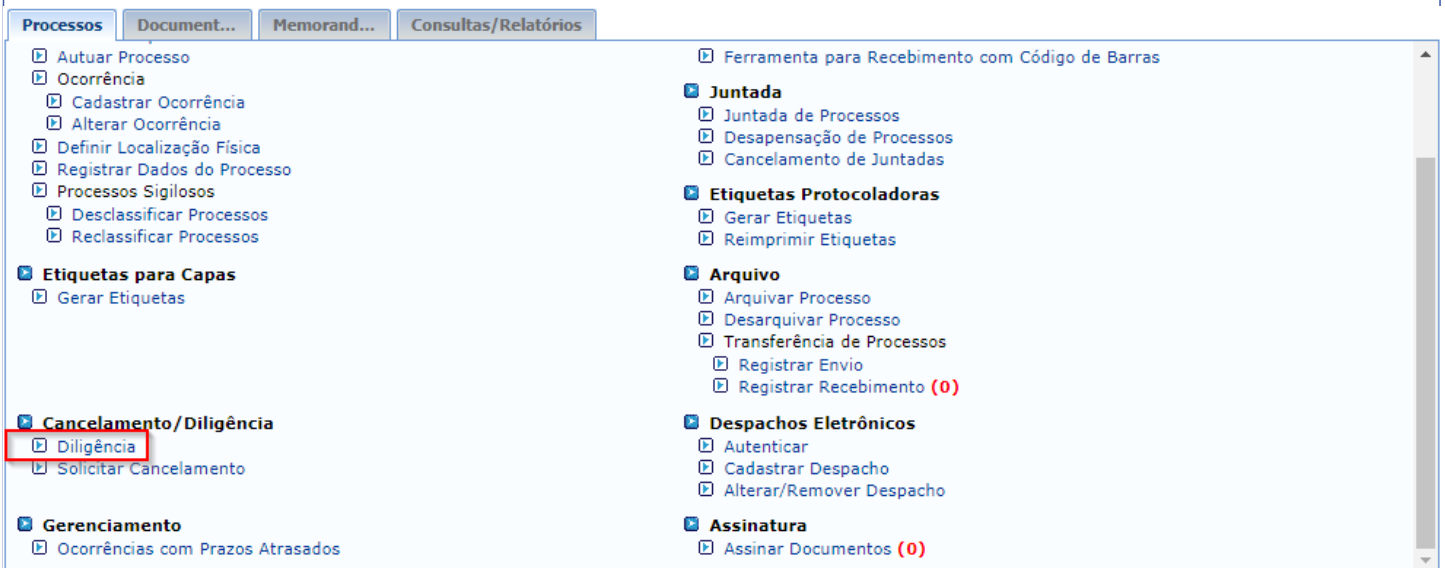 Processos
Document...
Memorand...
Consultas/Relatórios
Autuar Processo
Ocorrência
Cadastrar Ocorrência
Alterar Ocorrência
Definir Localização Física
Registrar Dados do Processo
Processos Sigilosos
Desclassificar Processos
Reclassificar Processos
Etiquetas para Capas
Gerar Etiquetas
Cancelamento/Diligência
Diligência
Solicitar Cancelamento
Gerenciamento
Ocorrências com Prazos Atrasados
Ferramenta para Recebimento com Código de Barras
Juntada
Juntada de Processos
Desapensação de Processos
Cancelamento de Juntadas
Etiquetas Protocoladoras
Gerar Etiquetas
Reimprimir Etiquetas
Arquivo
Arquivar Processo
Desarquivar Processo
Transferência de Processos
Registrar Envio
Registrar Recebimento (0)
Despachos Eletrônicos
Autenticar
Cadastrar Despacho
Alterar/Remover Despacho
Assinatura
Assinar Documentos (0)